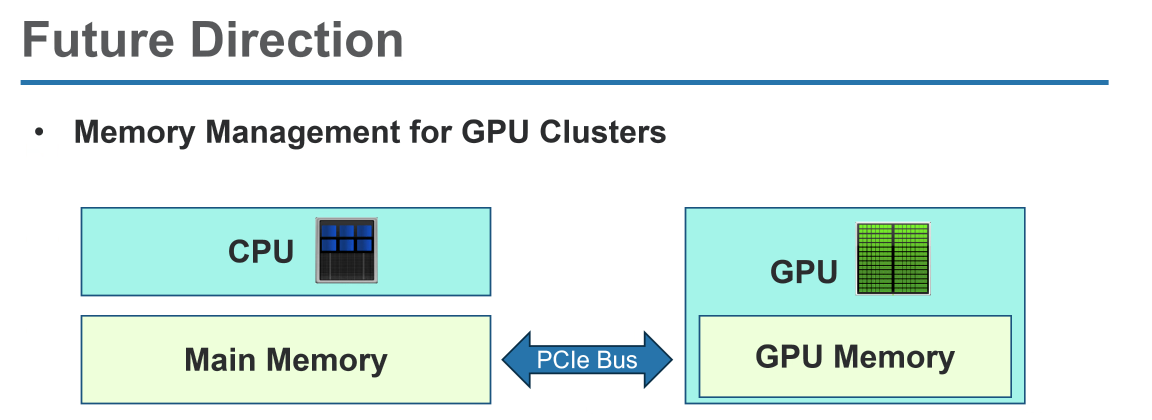 Future Direction
• Memory Management for GPU Clusters
CPU
GPU
Main Memory
PCIe Bus
GPU Memory